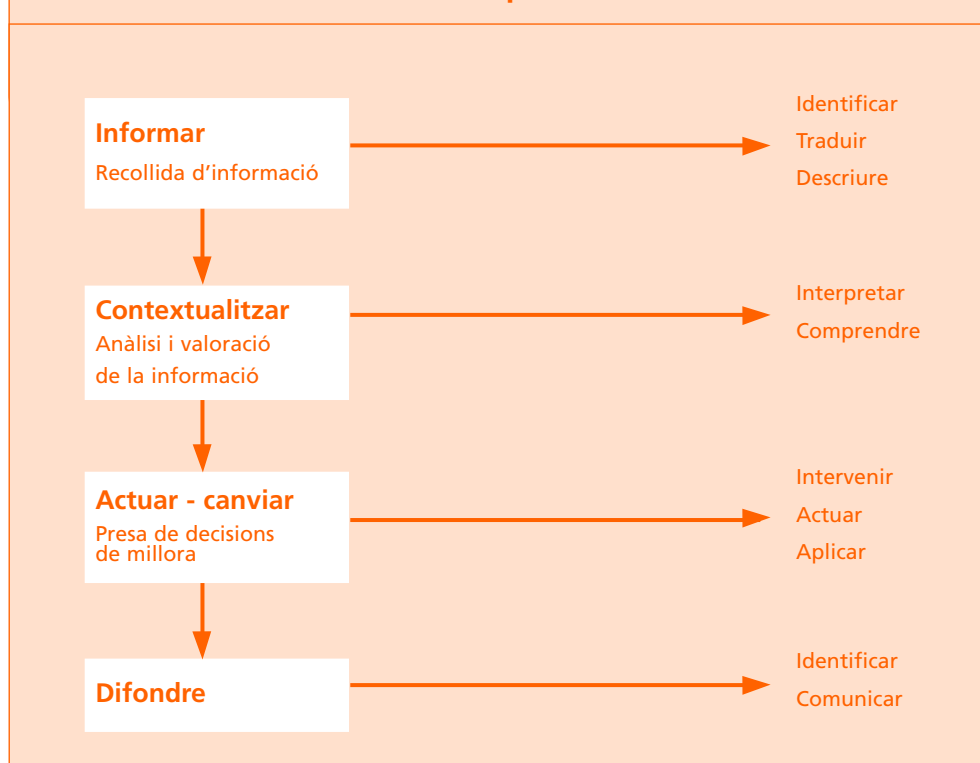 Informar
Recollida d’informació
Identificar
Traduir
Descriure
Contextualitzar
Anàlisi i valoració
de la informació
Interpretar
Comprendre
Actuar - canviar
Presa de decisions
de millora
Intervenir
Actuar
Aplicar
Difondre
Identificar
Comunicar